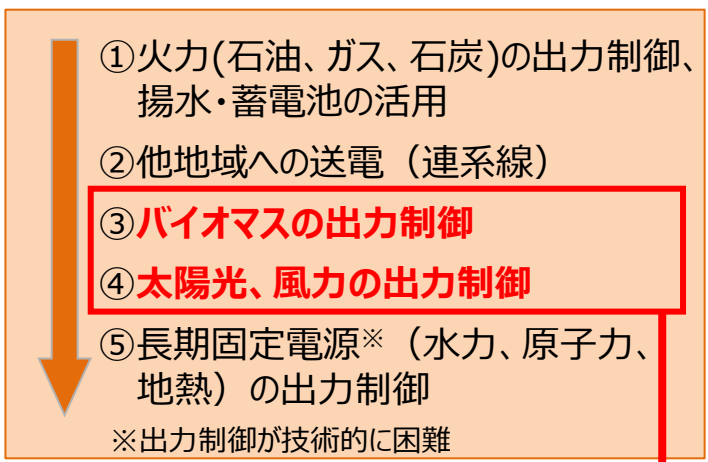 ①火力(石油、ガス、石炭)の出力制御、
揚水・蓄電池の活用
②他地域への送電（連系線）
③バイオマスの出力制御
④太陽光、風力の出力制御
⑤長期固定電源※（水力、原子力、
地熱）の出力制御
※出力制御が技術的に困難